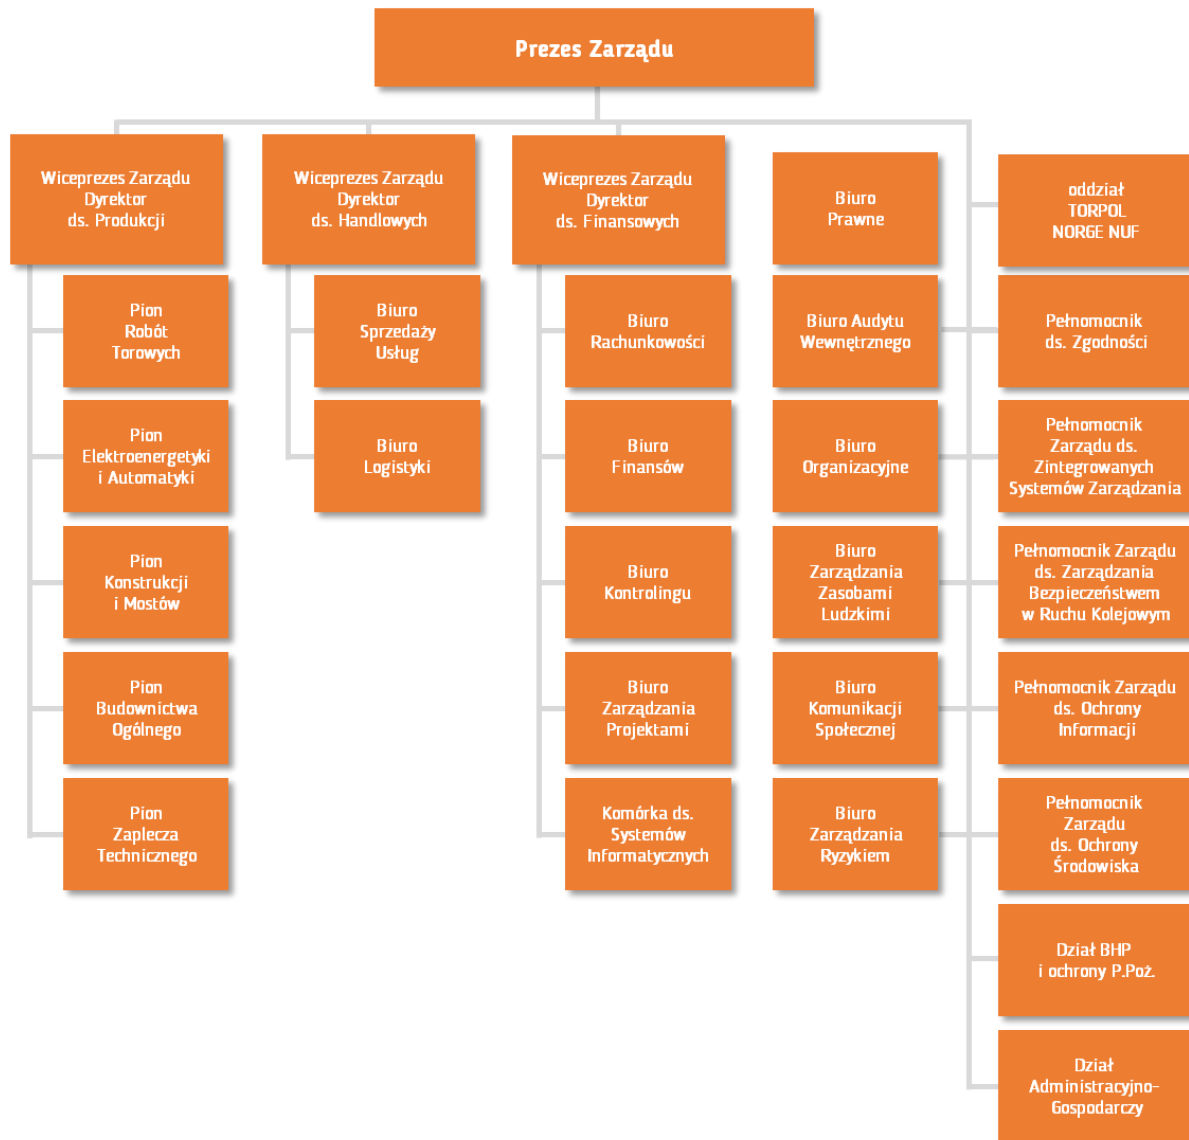 Prezes Zarządu
Wiceprezes Zarządu
Dyrektor
ds. Produkcji
Pion
Robót
Torowych
Pion
Elektroenergetyki
i Automatyki
Pion
Konstrukcji
i Mostów
Pion
Budownictwa
Ogólnego
Pion
Zaplecza
Technicznego
Wiceprezes Zarządu
Dyrektor
ds. Handlowych
Biuro
Sprzedaży
Usług
Biuro
Logistyki
Wiceprezes Zarządu
Dyrektor
ds. Finansowych
Biuro
Rachunkowości
Biuro
Finansów
Biuro
Kontrolingu
Biuro
Zarządzania
Projektami
Komórka ds.
Systemów
Informatycznych
Biuro
Prawne
Biuro Audytu
Wewnętrznego
Biuro
Organizacyjne
Biuro
Zarządzania
Zasobami
Ludzkimi
Biuro
Komunikacji
Społecznej
Biuro
Zarządzania
Ryzykiem
oddział
TORPOL
NORGE NUF
Pełnomocnik
ds. Zgodności
Pełnomocnik
Zarządu ds.
Zintegrowanych
Systemów Zarządzania
Pełnomocnik Zarządu
ds. Zarządzania
Bezpieczeństwem
w Ruchu Kolejowym
Pełnomocnik Zarządu
ds. Ochrony
Informacji
Pełnomocnik
Zarządu
ds. Ochrony
Środowiska
Dział BHP
i ochrony P.Poż.
Dział
Administracyjno-
Gospodarczy